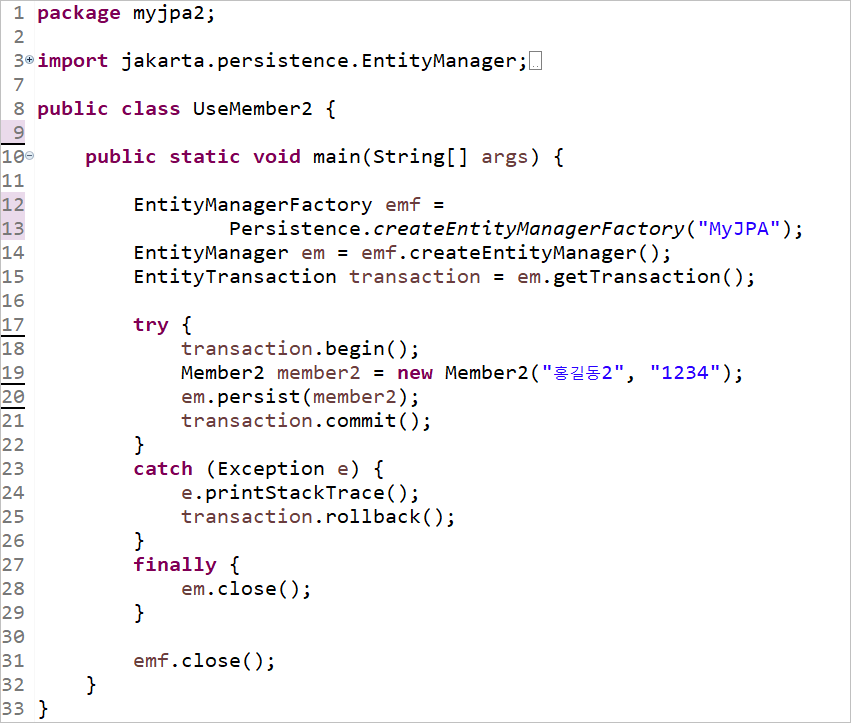 1 package myjpa2;
2
3 import jakarta.persistence.EntityManager;
7
8 public class UseMember2 {
9
10     public static void main(String[] args) {
11
12         EntityManagerFactory emf =
13                 Persistence.createEntityManagerFactory("MyJPA");
14         EntityManager em = emf.createEntityManager();
15         EntityTransaction transaction = em.getTransaction();
16
17         try {
18             transaction.begin();
19             Member2 member2 = new Member2("홍길동2", "1234");
20             em.persist(member2);
21             transaction.commit();
22         }
23         catch (Exception e) {
24             e.printStackTrace();
25             transaction.rollback();
26         }
27         finally {
28             em.close();
29         }
30
31         emf.close();
32     }
33 }